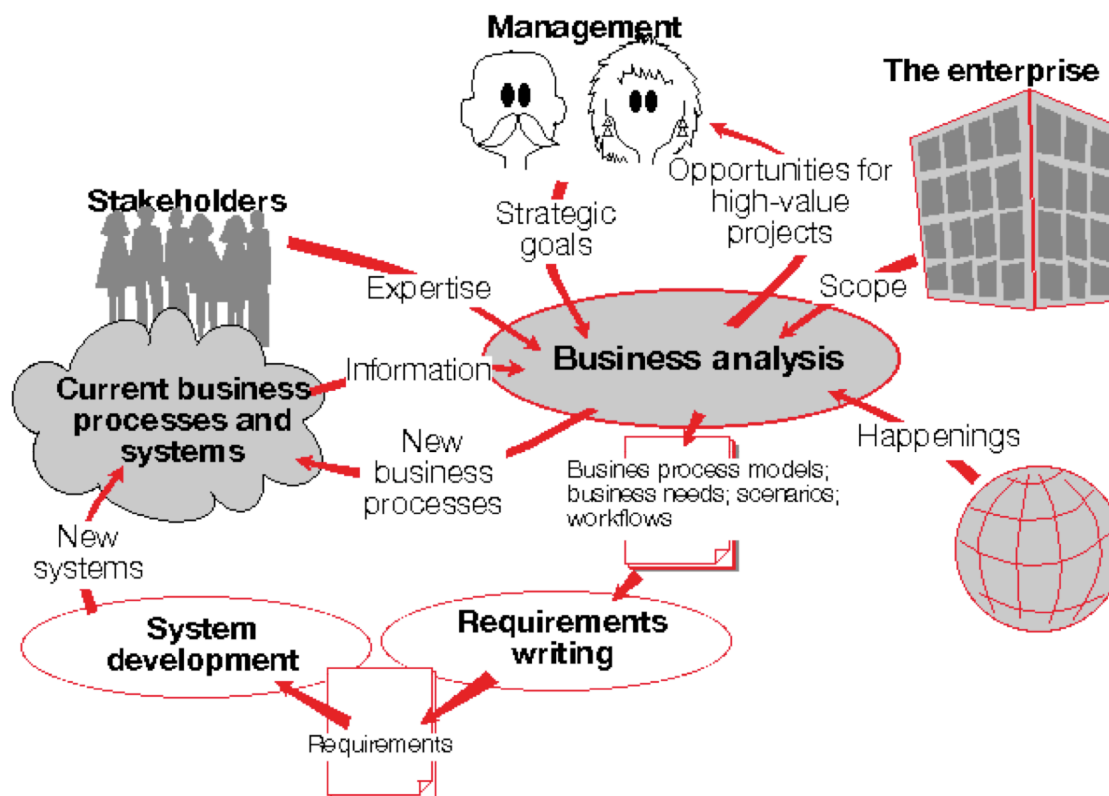 Management
The enterprise
Opportunities for
high-value
projects
Stakeholders
Strategic
goals
Expertise
Scope
Business analysis
Information
Current business
processes and
systems
New
business
processes
Happenings
Busines process models;
business needs; scenarios;
workflows
New
systems
System
development
Requirements
writing
Requirements